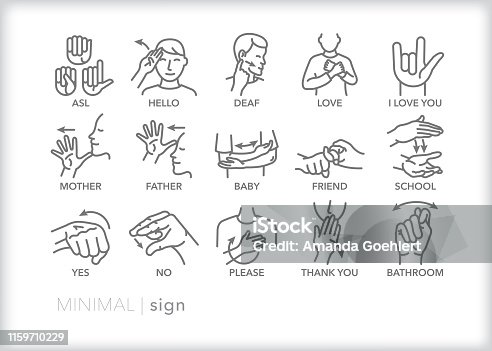 ASL HELLO DEAF LOVE I LOVE YOU
MOTHER FATHER BABY FRIEND SCHOOL
iStock
Credit: Amanda Goehlert
YES NO PLEASE THANK YOU BATHROOM
MINIMAL | sign
1159710229